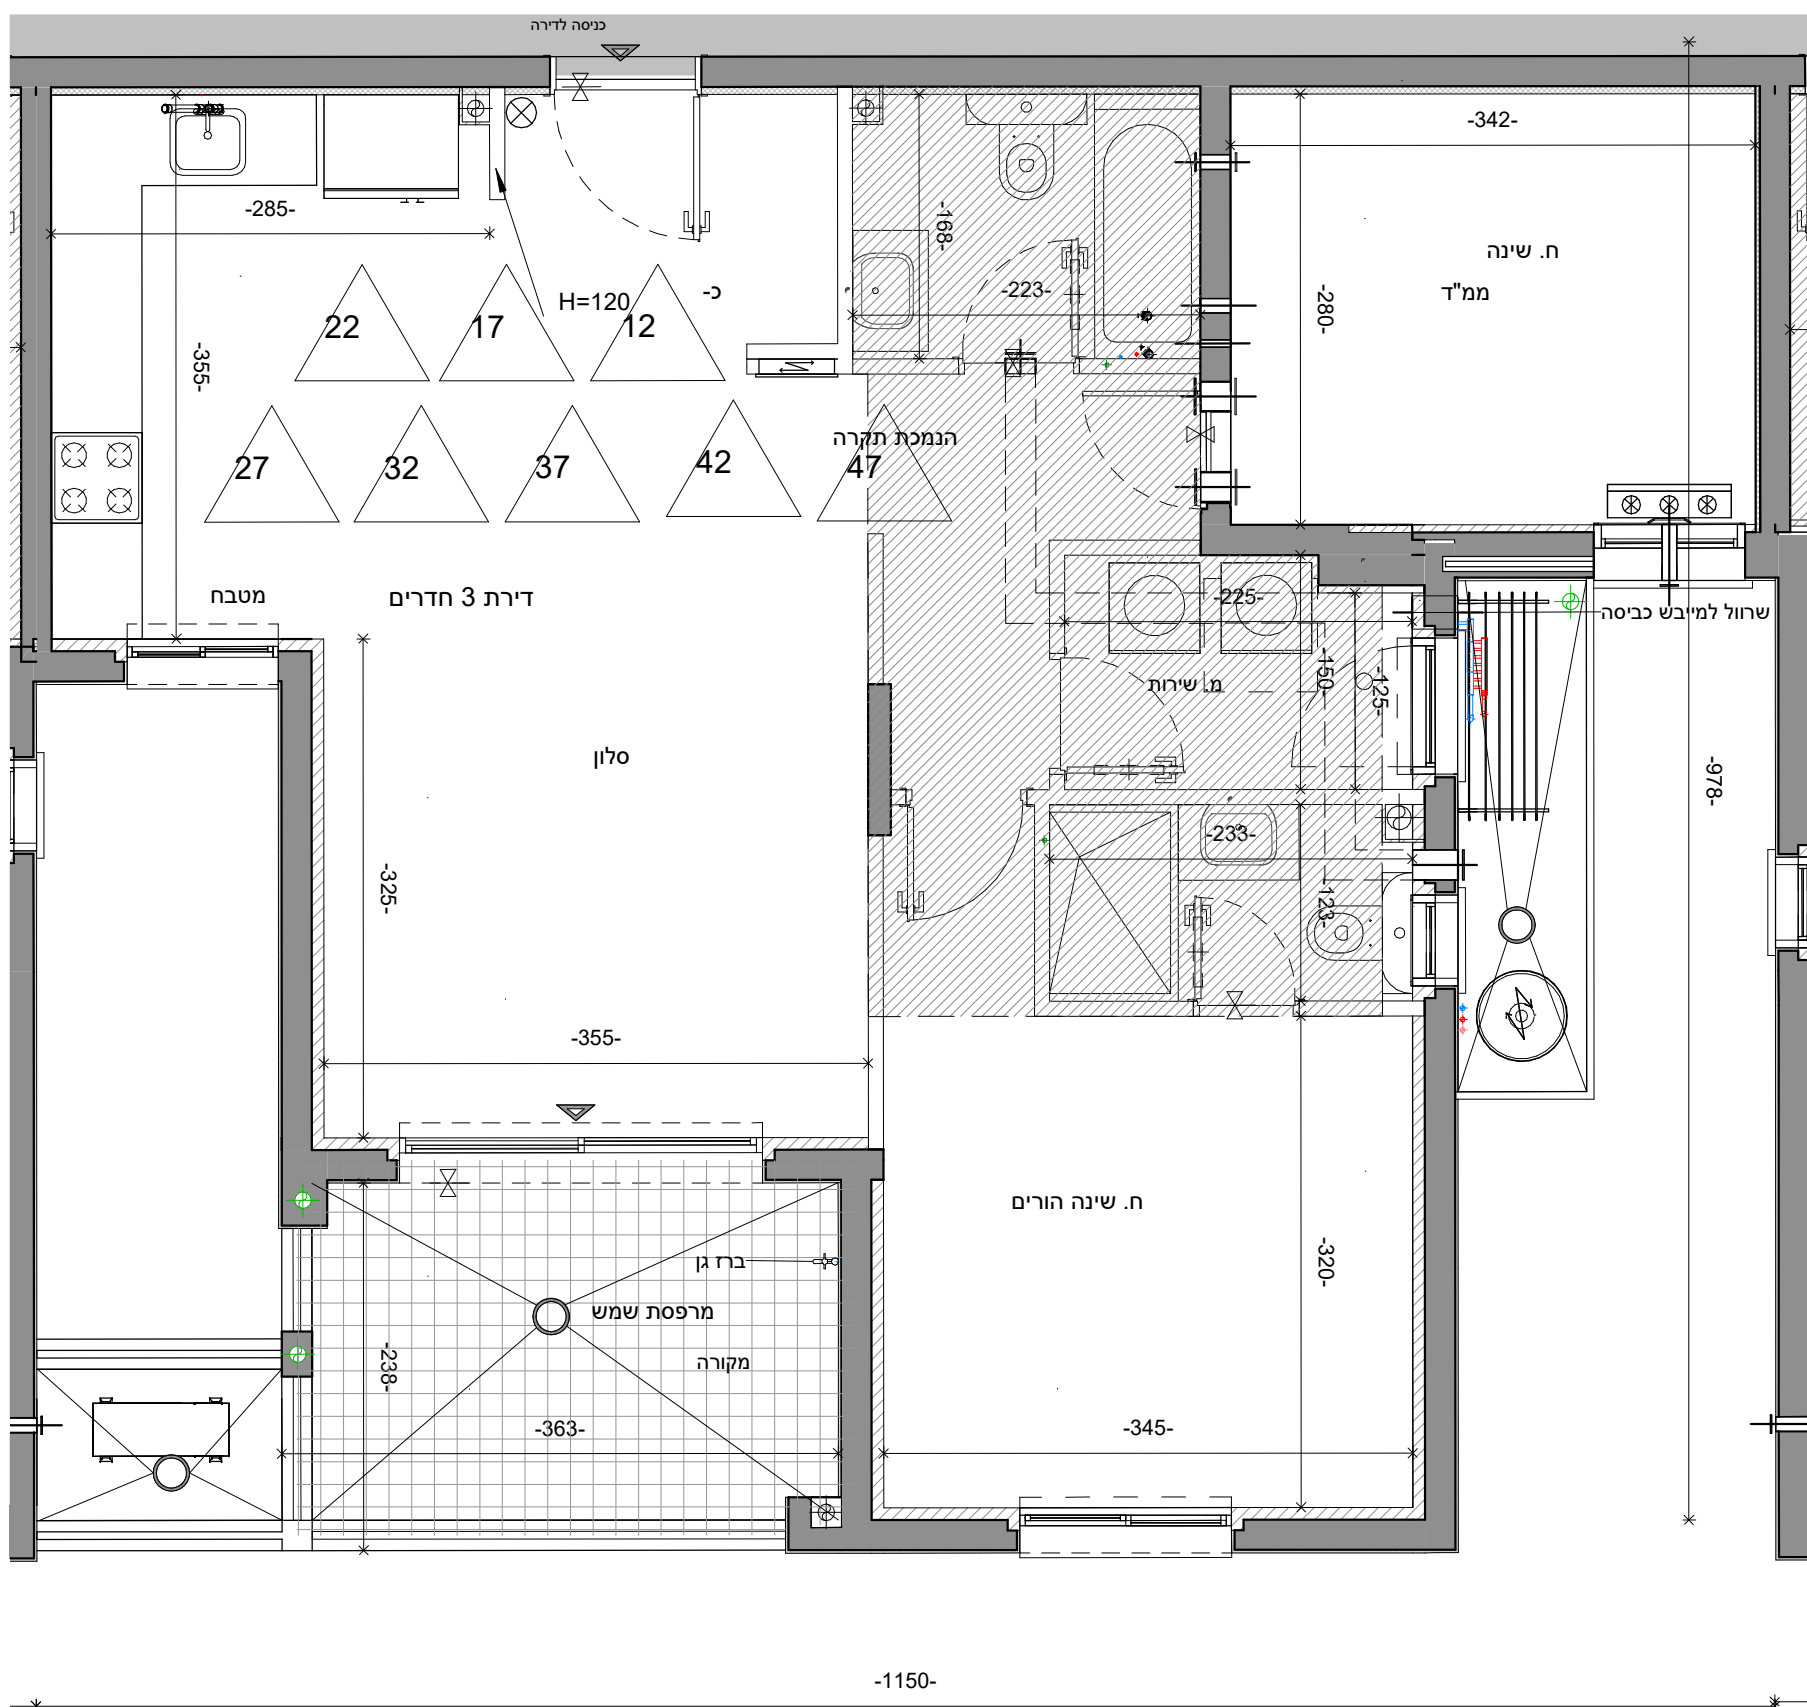 כניסה לדירה
-342-
-285-
-168-
ח. שינה
ממ"ד
-223-
-280-
H=120
כ-
22
17
12
-355-
הנמכת תקרה
27
32
37
42
47
מטבח
דירת 3 חדרים
-225-
שרוול למייבש כביסה
מ. שירות
-150-
-125-
סלון
-978-
-233-
-325-
-123-
-355-
ח. שינה הורים
ברז גן
-320-
מרפסת שמש
מקורה
-238-
-363-
-345-
-1150-